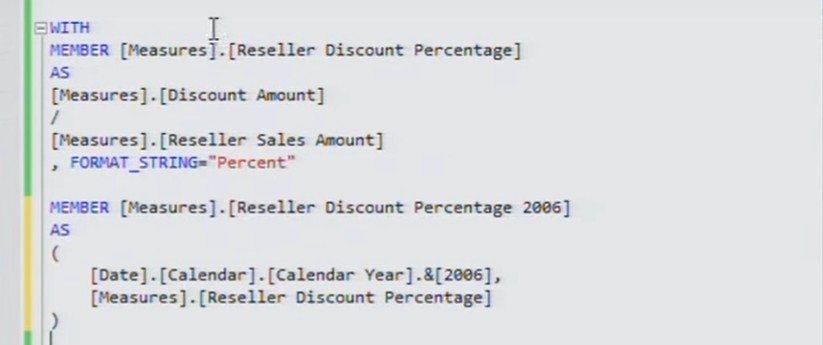 WITH
MEMBER [Measures].[Reseller Discount Percentage]
AS
[Measures].[Discount Amount]
/
[Measures].[Reseller Sales Amount]
, FORMAT_STRING="Percent"
MEMBER [Measures].[Reseller Discount Percentage 2006]
AS
(
[Date].[Calendar].[Calendar Year].&[2006],
[Measures].[Reseller Discount Percentage]
)